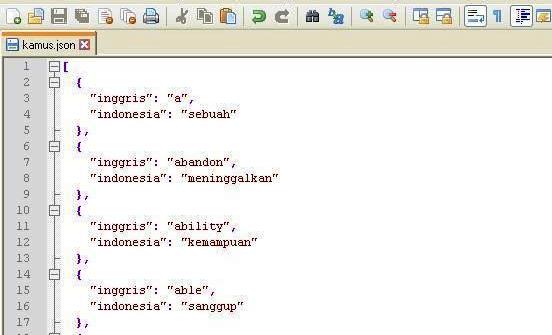 kamus.json
1 [
2 {
3 "inggris": "a",
4 "indonesia": "sebuah"
5 },
6 {
7 "inggris": "abandon",
8 "indonesia": "meninggalkan"
9 },
10 {
11 "inggris": "ability",
12 "indonesia": "kemampuan"
13 },
14 {
15 "inggris": "able",
16 "indonesia": "sanggup"
17 },